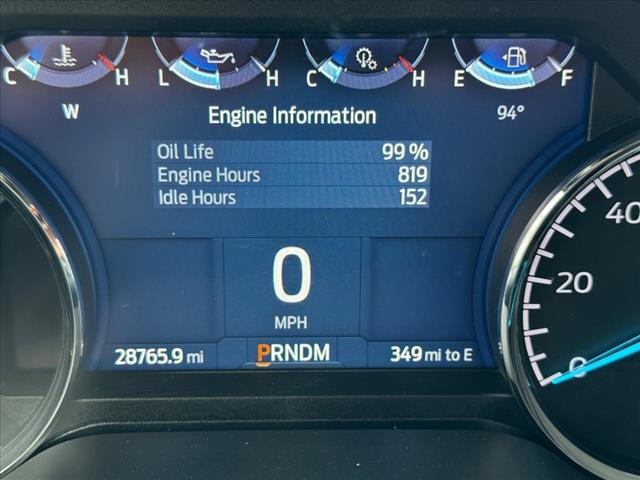 C H L H C H E F
W Engine Information 94°
Oil Life 99 %
Engine Hours 819
Idle Hours 152
40
20
0
0
MPH
28765.9 mi PRNDM 349 mi to E